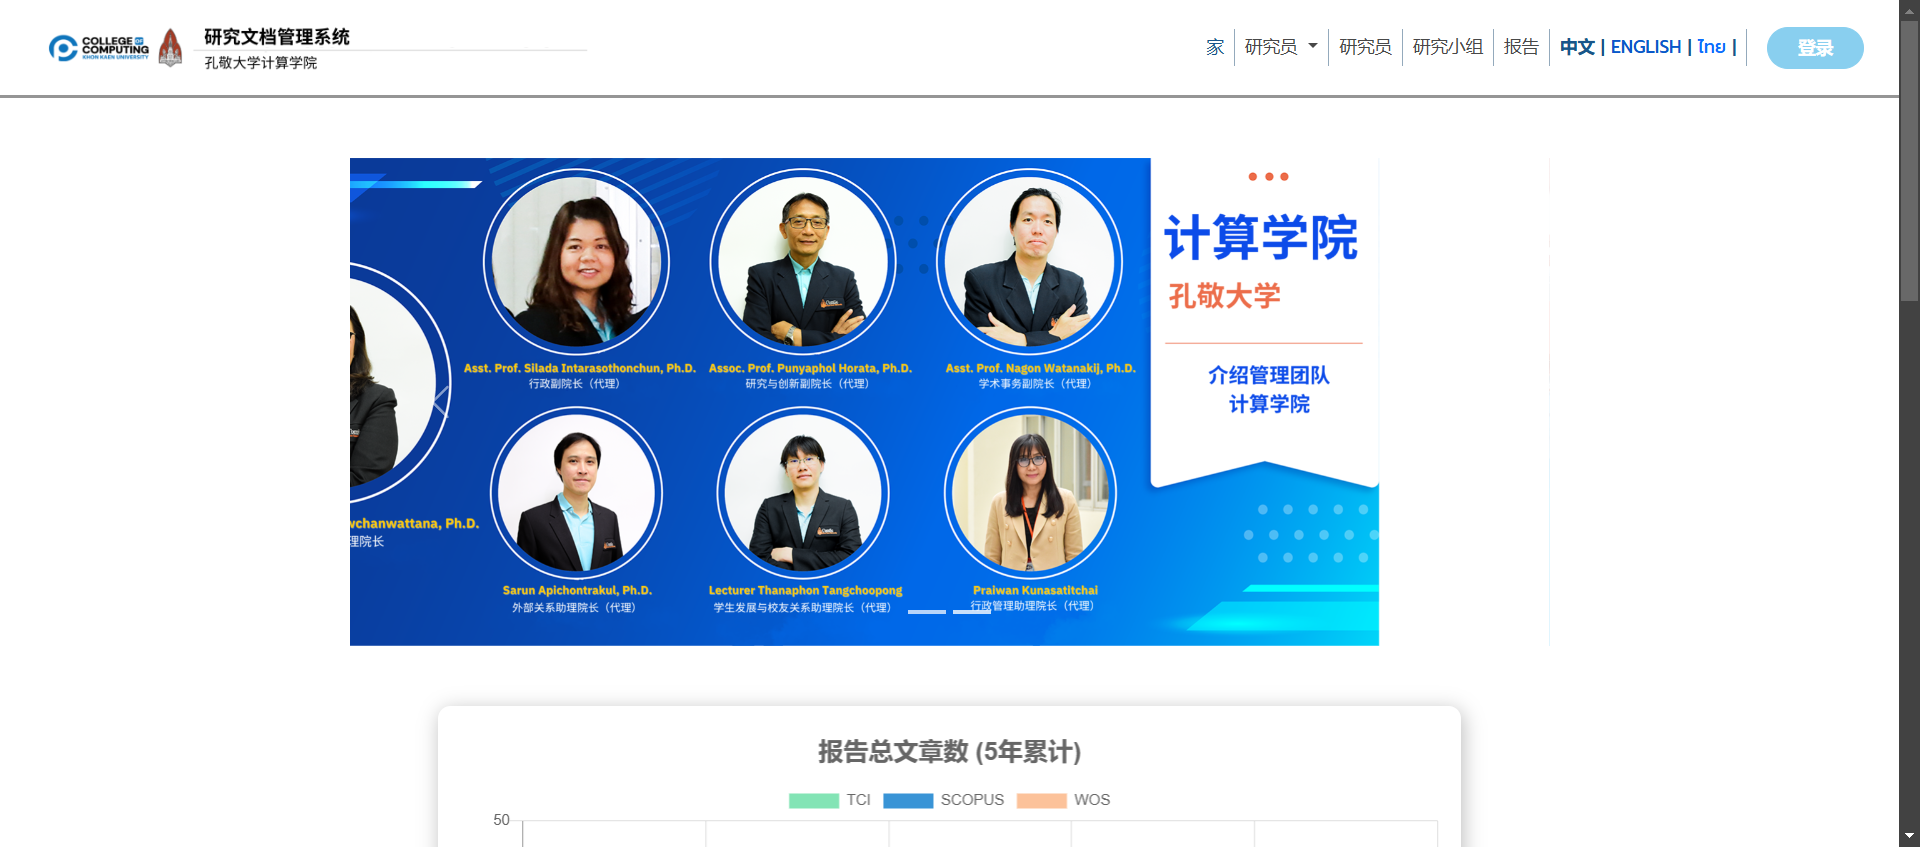 COLLEGE OF
COMPUTING
KHON KAEN UNIVERSITY
研究文档管理系统
孔敬大学计算学院
家
研究员
研究员
研究小组
报告
中文 | ENGLISH | ไทย |
登录
计算学院
孔敬大学
介绍管理团队
计算学院
Asst. Prof. Silada Intarasothonchun, Ph.D.
行政副院长（代理）
Assoc. Prof. Punyaphol Horata, Ph.D.
研究与创新副院长（代理）
Asst. Prof. Nagon Watanakij, Ph.D.
学术事务副院长（代理）
wchanwattana, Ph.D.
理院长
Sarun Apichontrakul, Ph.D.
外部关系助理院长（代理）
Lecturer Thanaphon Tangchoopong
学生发展与校友关系助理院长（代理）
Praiwan Kunasatitchai
行政管理助理院长（代理）
报告总文章数 (5年累计)
TCI
SCOPUS
WOS
50